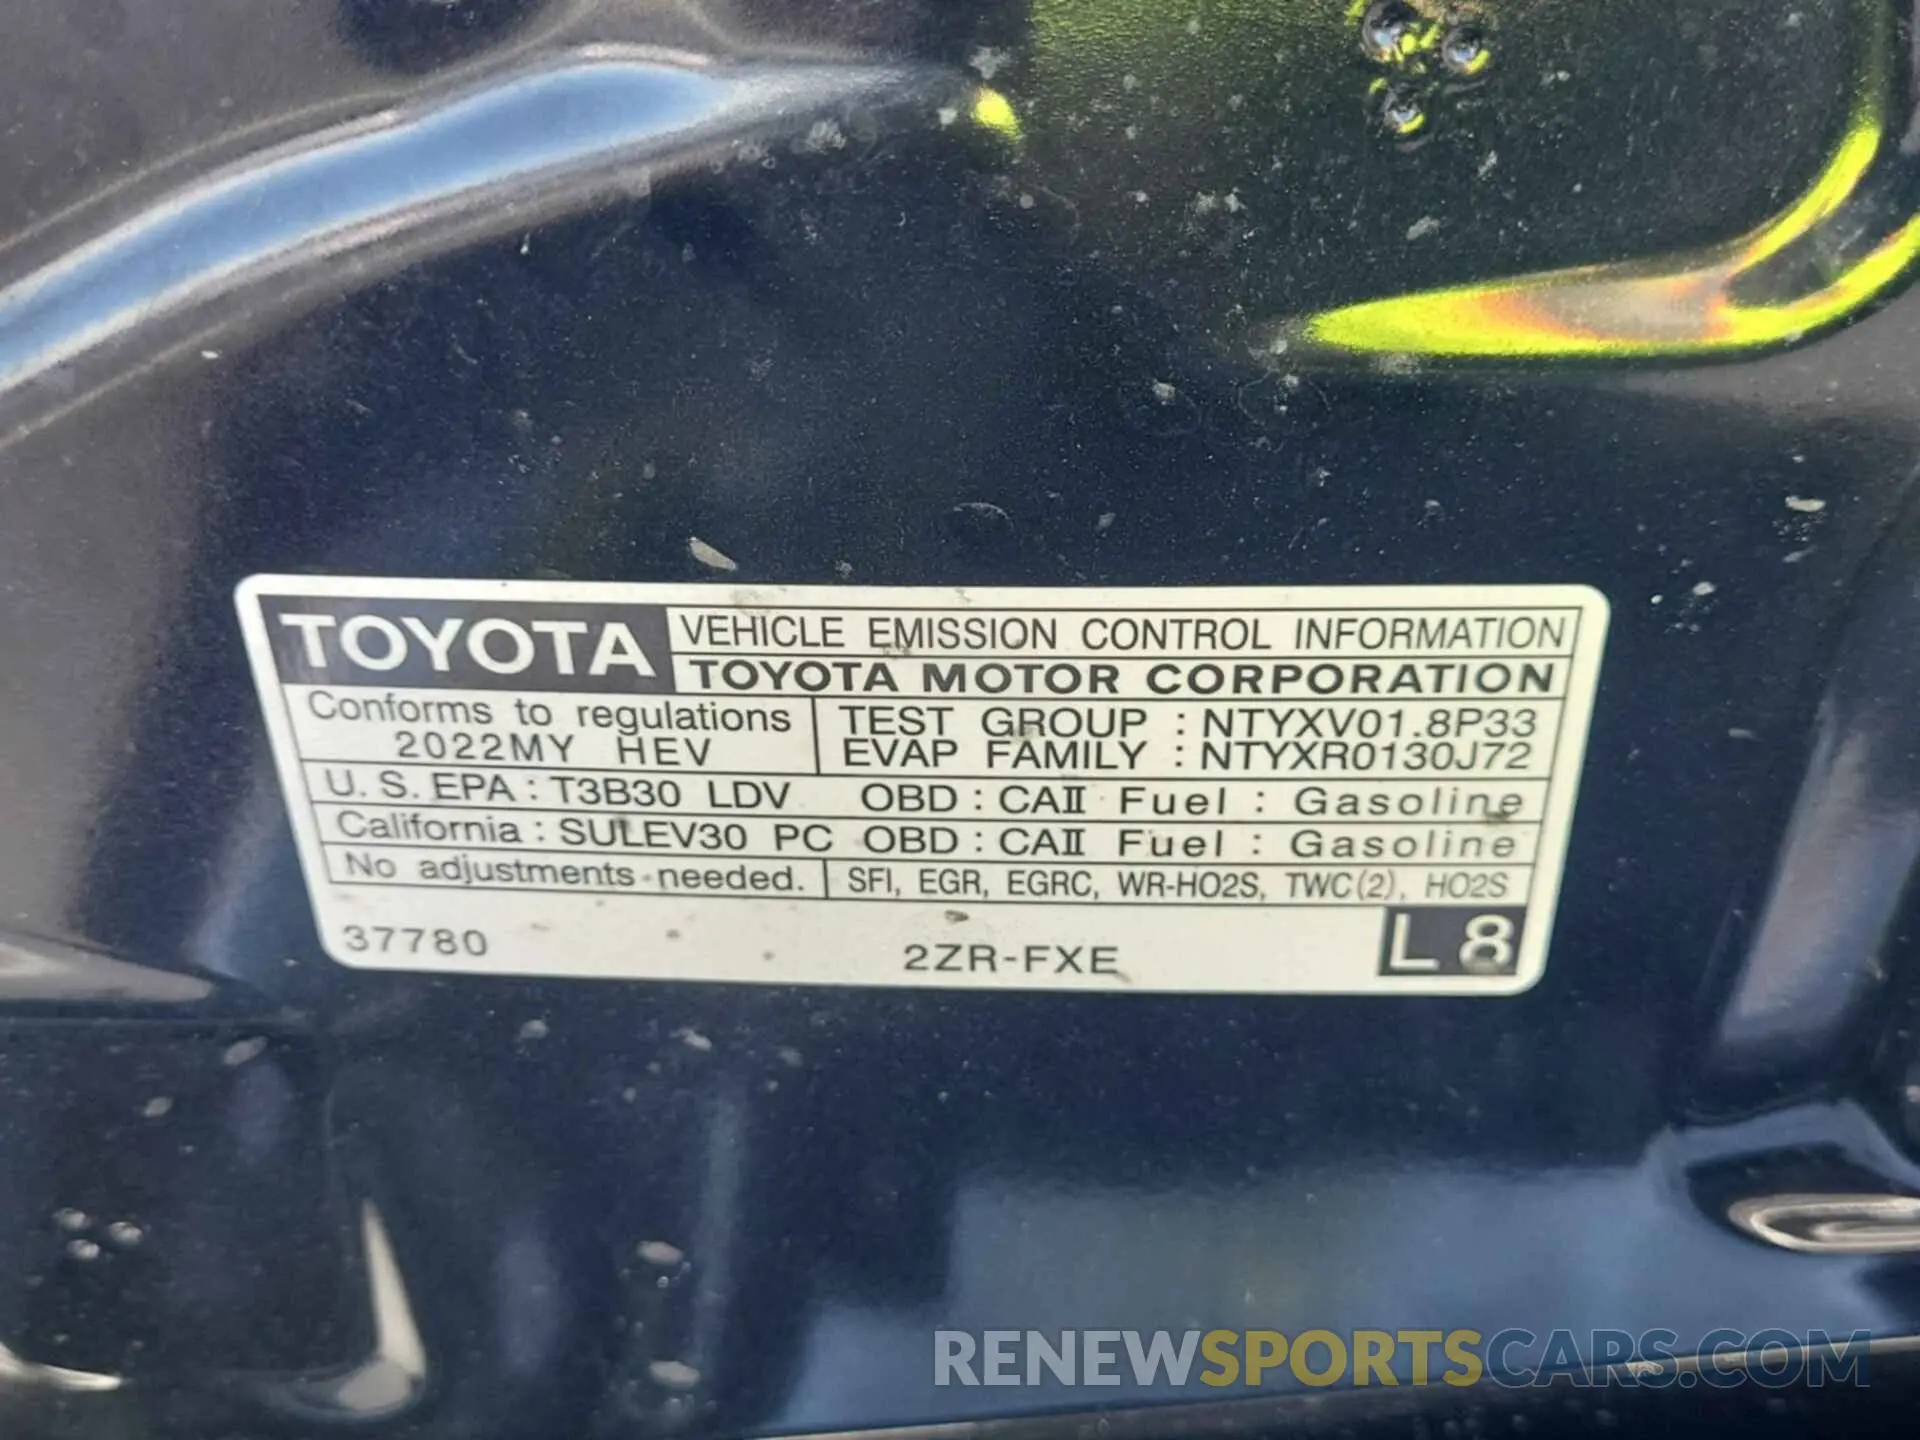 TOYOTA VEHICLE EMISSION CONTROL INFORMATION
TOYOTA MOTOR CORPORATION
Conforms to regulations
2022MY HEV
TEST GROUP : NTYXV01.8P33
EVAP FAMILY : NTYXR0130J72
U.S.EPA : T3B30 LDV OBD : CAII Fuel : Gasoline
California : SULEV30 PC OBD : CAII Fuel : Gasoline
No adjustments needed. SFI, EGR, EGRC, WR-HO2S, TWC(2), HO2S
37780 2ZR-FXE L 8
RENEWSPORTSCARS.COM